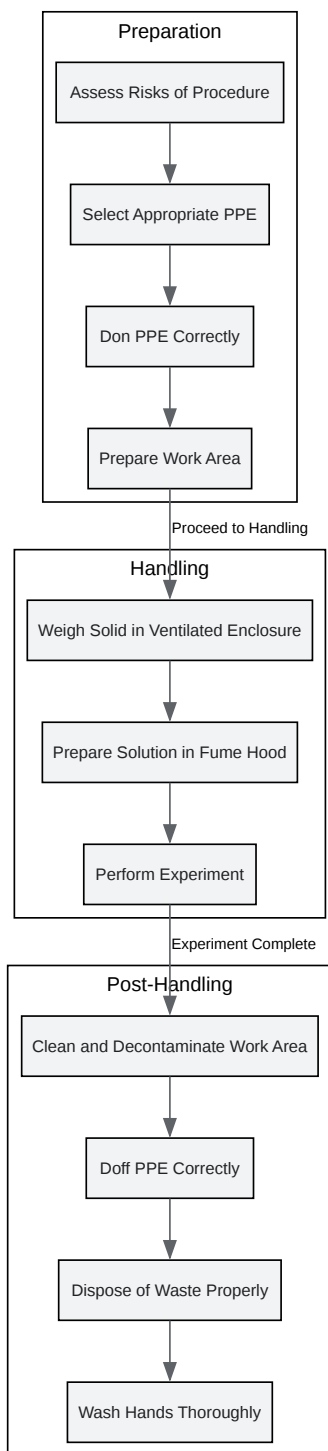 Preparation
Assess Risks of Procedure
Select Appropriate PPE
Don PPE Correctly
Prepare Work Area
Proceed to Handling
Handling
Weigh Solid in Ventilated Enclosure
Prepare Solution in Fume Hood
Perform Experiment
Experiment Complete
Post-Handling
Clean and Decontaminate Work Area
Doff PPE Correctly
Dispose of Waste Properly
Wash Hands Thoroughly